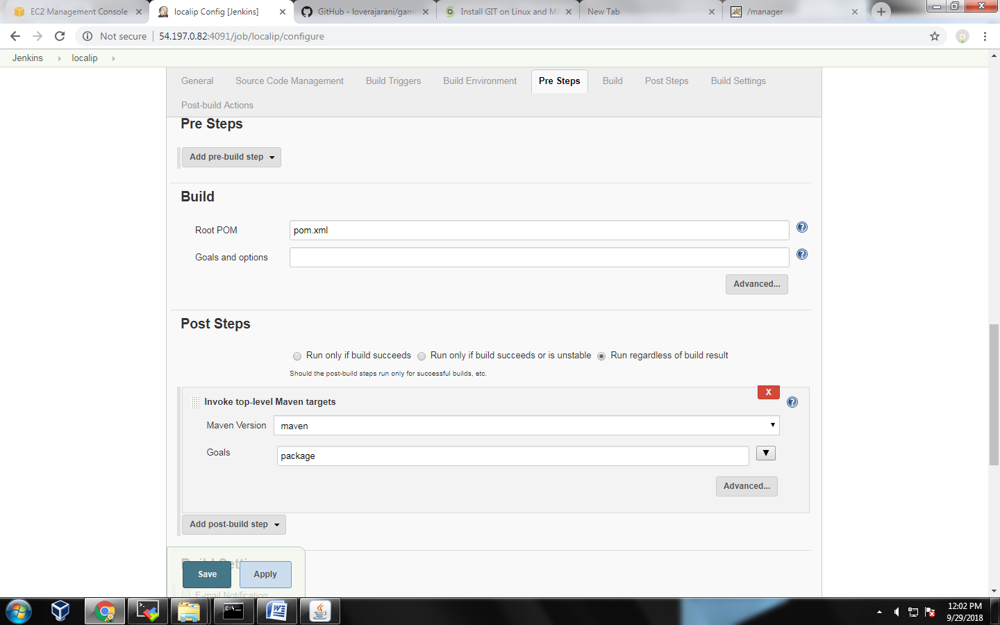 EC2 Management Console
localip Config [Jenkins]
GitHub - loverajarani/gam
Install GIT on Linux and M
New Tab
/manager
Not secure | 54.197.0.82:4091/job/localip/configure
Jenkins localip
General Source Code Management Build Triggers Build Environment Pre Steps Build Post Steps Build Settings
Post-build Actions
Pre Steps
Add pre-build step
Build
Root POM pom.xml
Goals and options
Advanced...
Post Steps
Run only if build succeeds Run only if build succeeds or is unstable Run regardless of build result
Should the post-build steps run only for successful builds, etc.
X
Invoke top-level Maven targets
Maven Version maven
Goals package
Advanced...
Add post-build step
Save Apply
E-mail Notification
12:02 PM
9/29/2018